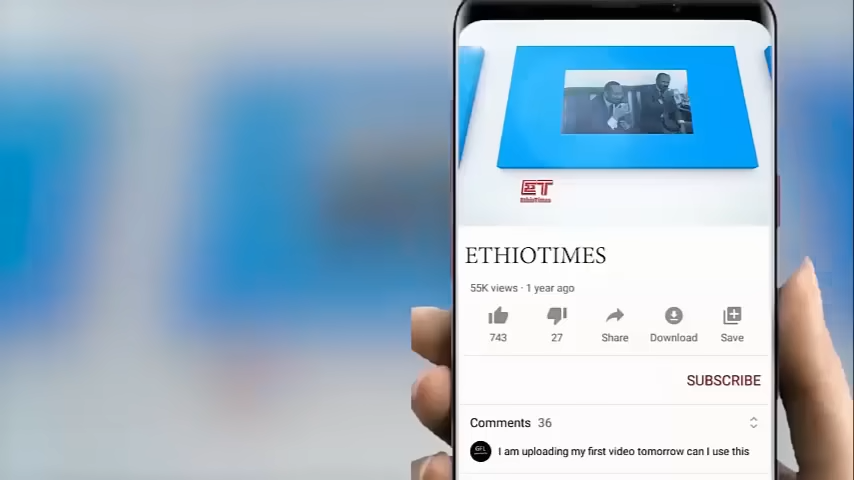 ET
EthioTimes
ETHIOTIMES
55K views · 1 year ago
743
27
Share
Download
Save
SUBSCRIBE
Comments 36
GFL
I am uploading my first video tomorrow can I use this